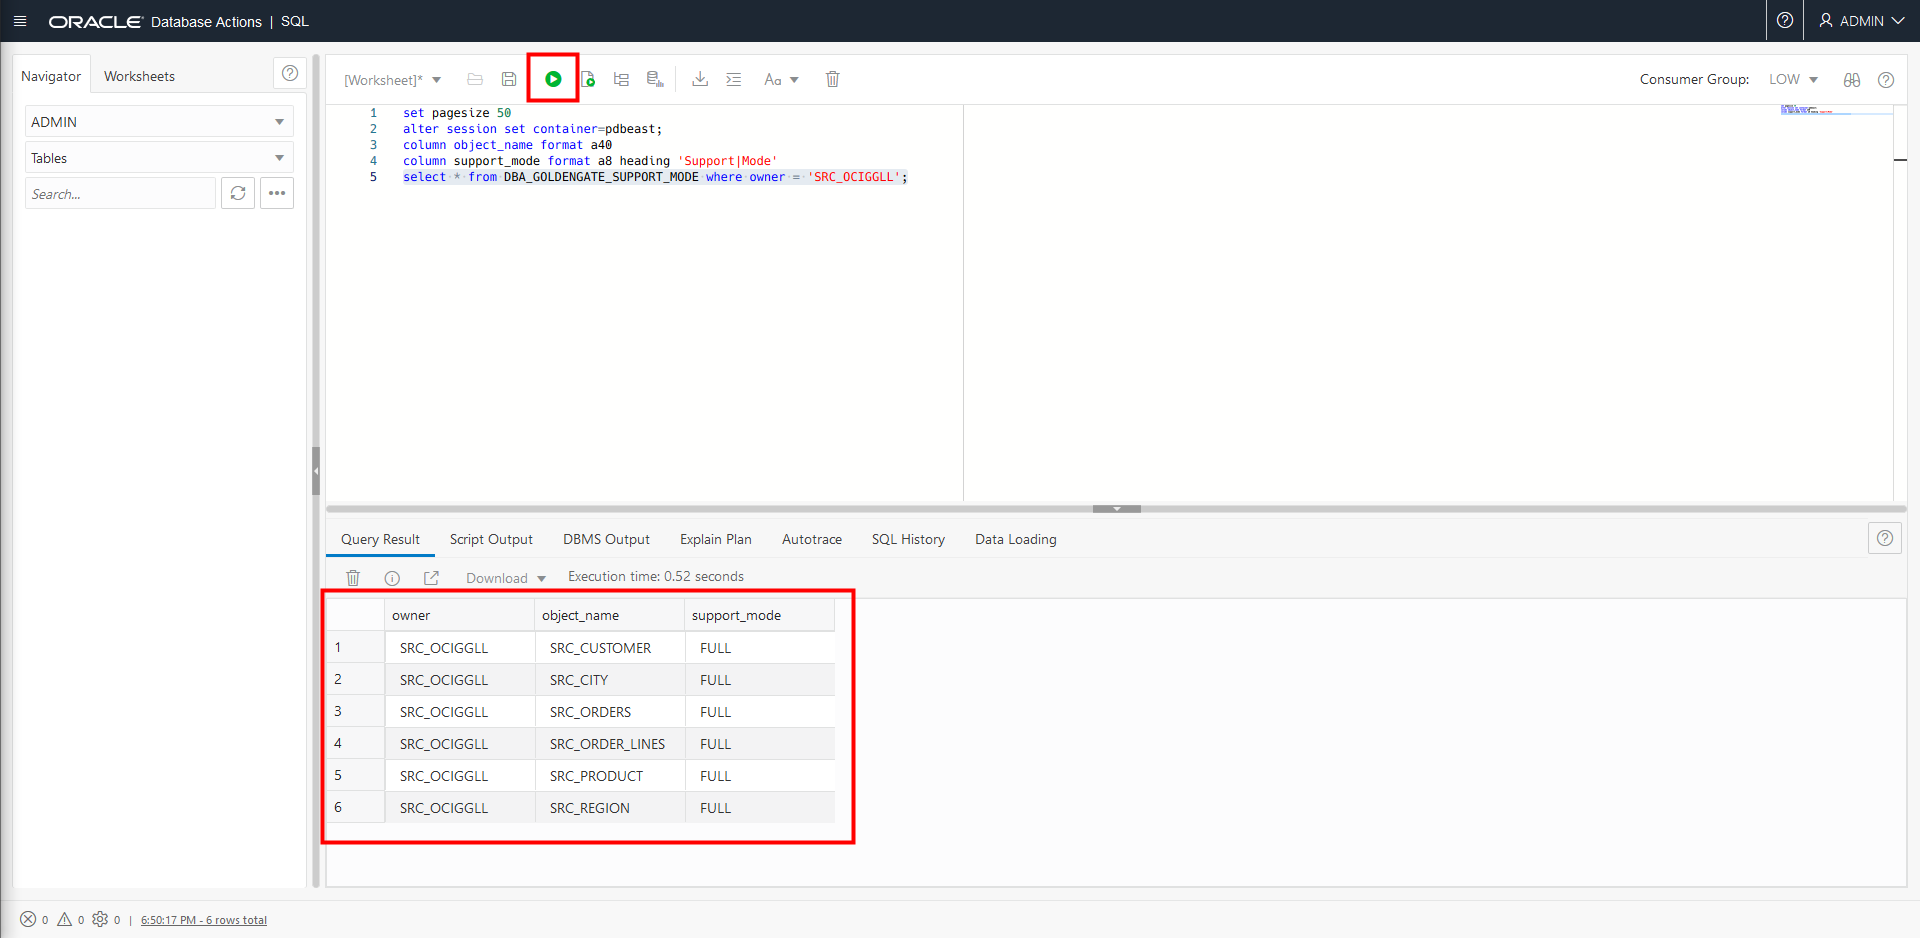 ORACLE Database Actions | SQL
ADMIN
Navigator
Worksheets
ADMIN
Tables
Search...
[Worksheet]*
Aa
Consumer Group: LOW
1 set pagesize 50
2 alter session set container=pdbeast;
3 column object_name format a40
4 column support_mode format a8 heading 'Support|Mode'
5 select * from DBA_GOLDENGATE_SUPPORT_MODE where owner = 'SRC_OCIGGLL';
Query Result Script Output DBMS Output Explain Plan Autotrace SQL History Data Loading
Download Execution time: 0.52 seconds
owner object_name support_mode
1 SRC_OCIGGLL SRC_CUSTOMER FULL
2 SRC_OCIGGLL SRC_CITY FULL
3 SRC_OCIGGLL SRC_ORDERS FULL
4 SRC_OCIGGLL SRC_ORDER_LINES FULL
5 SRC_OCIGGLL SRC_PRODUCT FULL
6 SRC_OCIGGLL SRC_REGION FULL
0 0 0 | 6:50:17 PM - 6 rows total